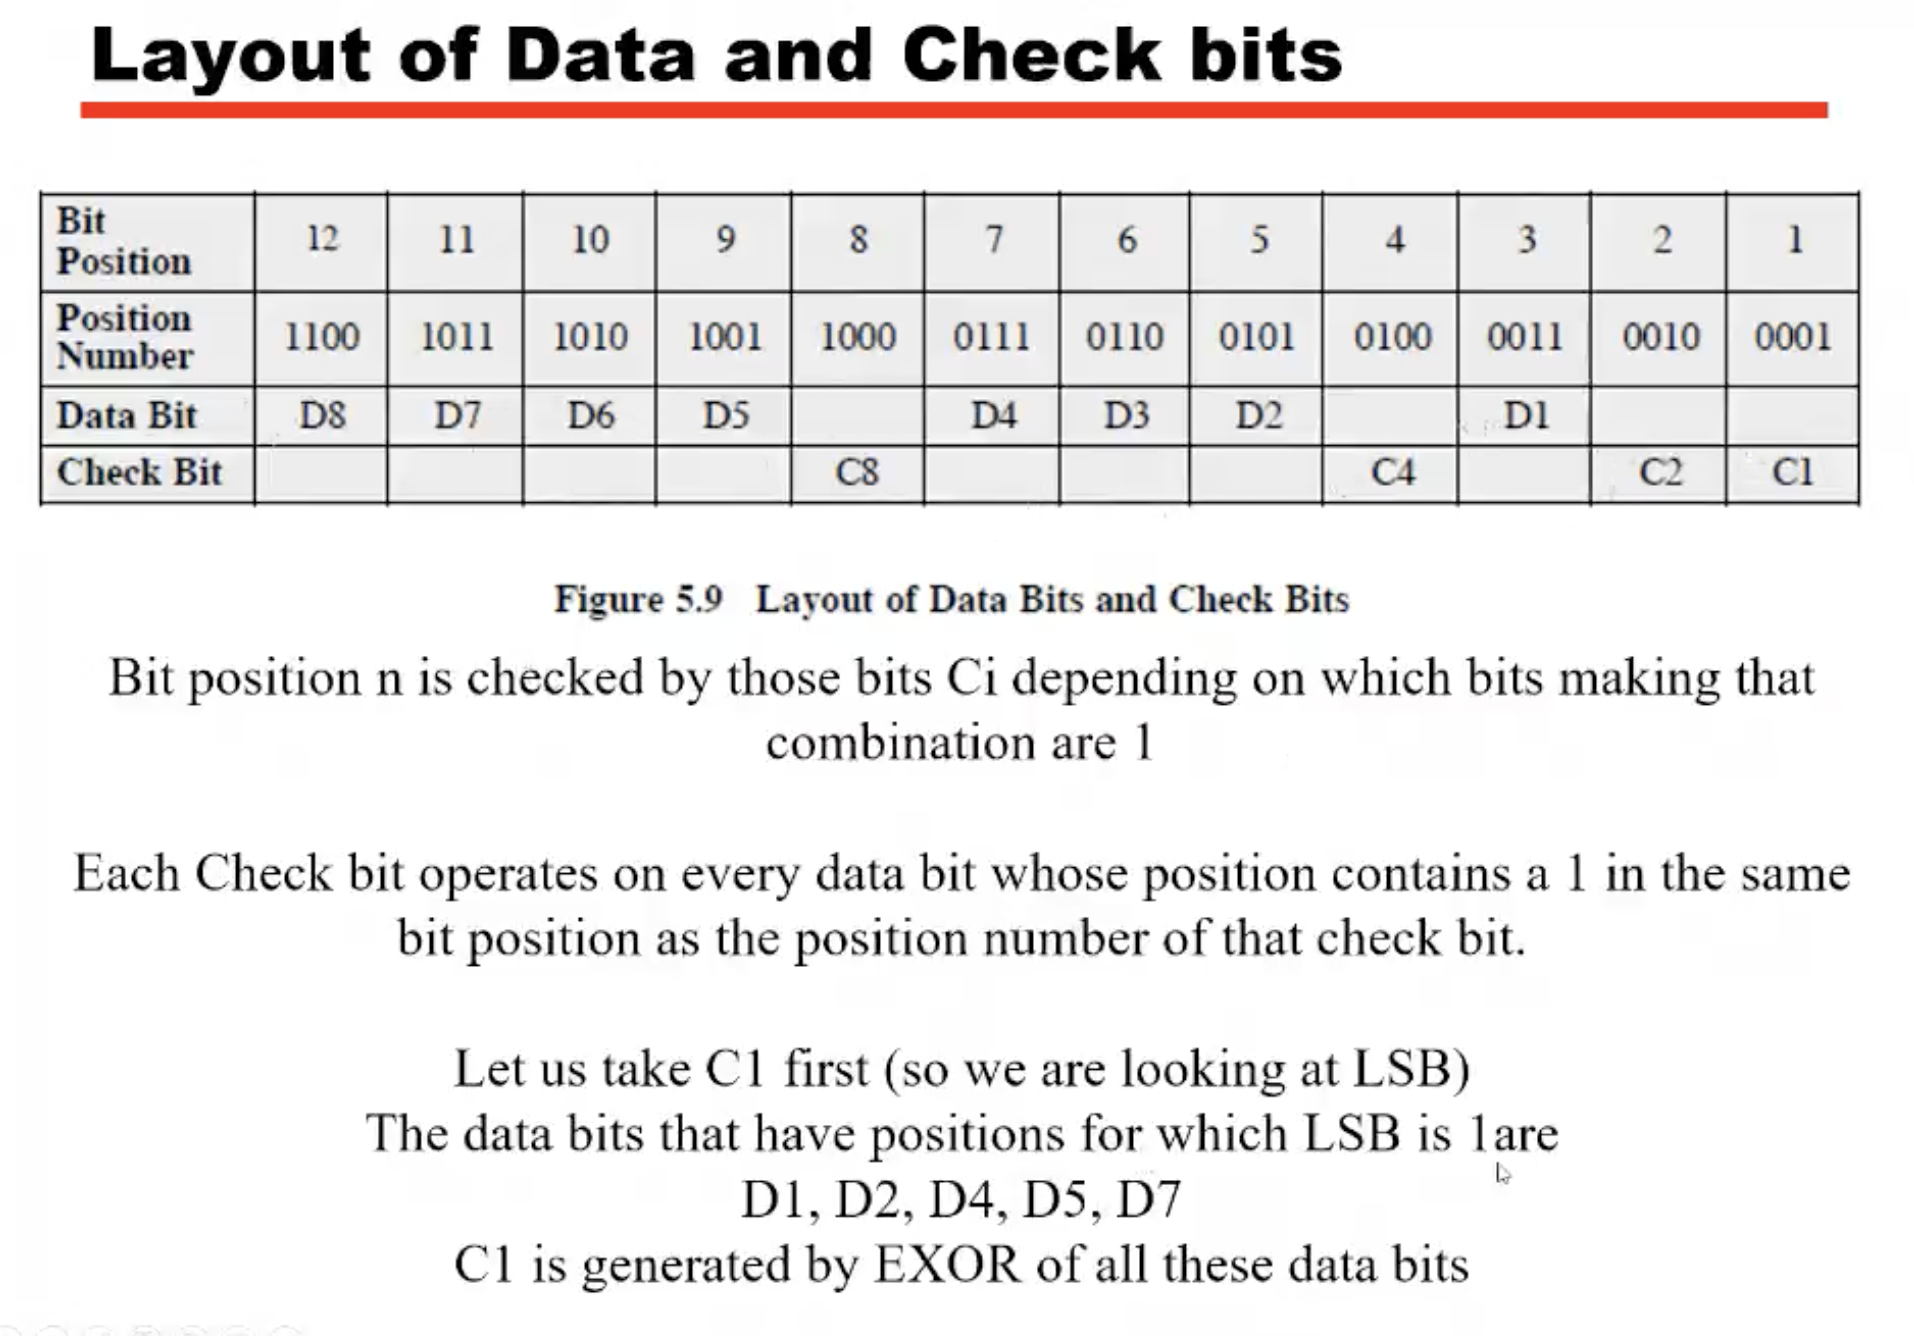 Layout of Data and Check bits
Bit Position 12 11 10 9 8 7 6 5 4 3 2 1
Position Number 1100 1011 1010 1001 1000 0111 0110 0101 0100 0011 0010 0001
Data Bit D8 D7 D6 D5 D4 D3 D2 D1
Check Bit C8 C4 C2 C1
Figure 5.9 Layout of Data Bits and Check Bits
Bit position n is checked by those bits Ci depending on which bits making that
combination are 1
Each Check bit operates on every data bit whose position contains a 1 in the same
bit position as the position number of that check bit.
Let us take C1 first (so we are looking at LSB)
The data bits that have positions for which LSB is 1are
D1, D2, D4, D5, D7
C1 is generated by EXOR of all these data bits